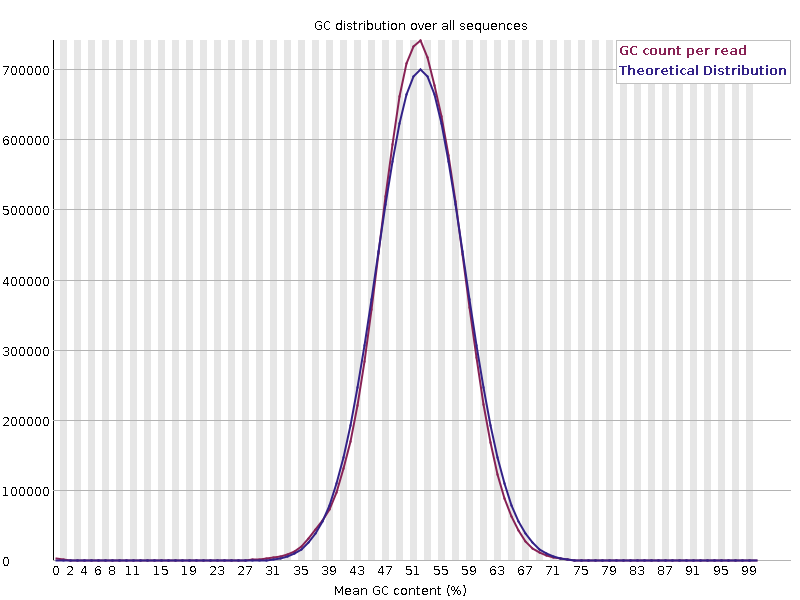 GC distribution over all sequences
GC count per read
Theoretical Distribution
700000
600000
500000
400000
300000
200000
100000
0
0 2 4 6 8 11 15 19 23 27 31 35 39 43 47 51 55 59 63 67 71 75 79 83 87 91 95 99
Mean GC content (%)